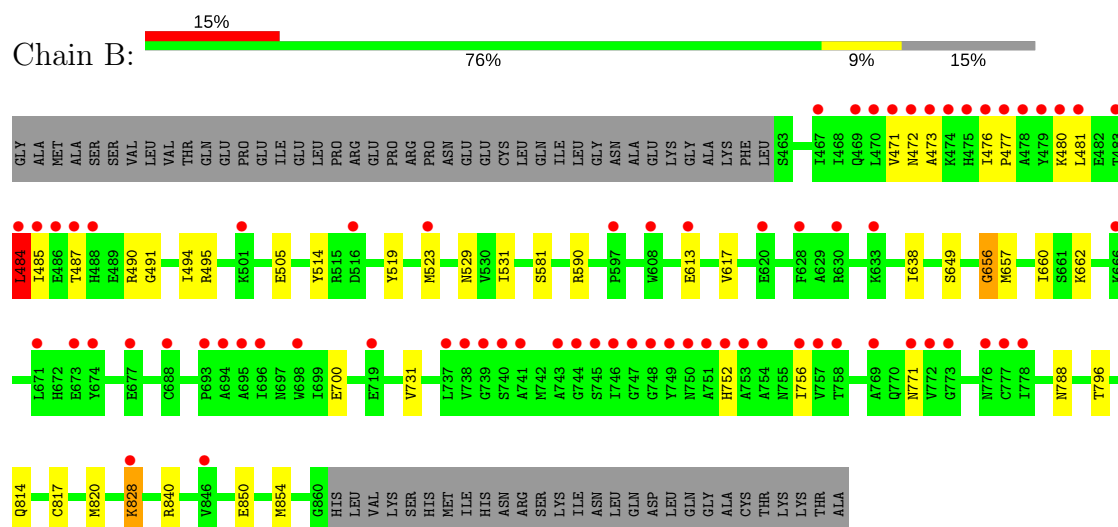 15%
Chain B:
76% 9% 15%
GLY ALA MET ALA SER SER VAL LEU VAL THR GLN GLU PRO GLU ILE GLU LEU PRO ARG GLU PRO ARG PRO ASN GLU GLU CYS LEU GLN ILE LEU GLY ASN ALA GLU LYS GLY ALA LYS PHE LEU S463 I467 I468 Q469 L470 V471 N472 A473 K474 H475 I476 P477 A478 Y479 K480 L481 E482 T483
L484 I485 E486 T487 H488 E489 R490 G491 I494 R495 K501 E505 Y514 R515 D516 Y519 M523 N529 V530 I531 S581 R590 P597 W608 E613 V617 E620 F628 A629 R630 K633 I638 S649 G656 M657 I660 S661 K662 K666
L671 H672 E673 Y674 E677 C688 P693 A694 A695 I696 N697 W698 I699 E700 E719 V731 L737 V738 G739 S740 A741 M742 A743 G744 S745 I746 G747 G748 Y749 N750 A751 H752 A753 A754 N755 I756 V757 T758 A769 Q770 N771 V772 G773 N776 C777 I778 N788 T796
Q814 C817 M820 K828 R840 V846 E850 M854 G860 HIS LEU VAL LYS SER HIS MET ILE HIS ASN ARG SER LYS ILE ASN LEU GLN ASP LEU GLN GLY ALA CYS THR LYS LYS THR ALA